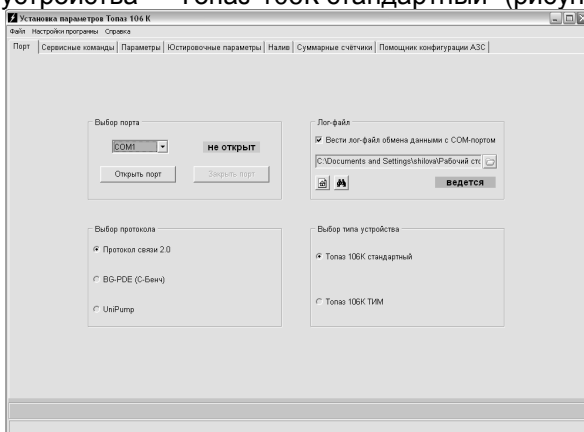 устройства – "Топаз-106К стандартный" (рисун
Установка параметров Топаз 106 К
Файл Настройки программы Справка
Порт Сервисные команды Параметры Юстировочные параметры Налив Суммарные счётчики Помощник конфигурации АЗС
Выбор порта
COM1
не открыт
Открыть порт Закрыть порт
Лог-файл
Вести лог-файл обмена данными с COM-портом
C:\Documents and Settings\shilova\Рабочий стс
ведется
Выбор протокола
Протокол связи 2.0
BG-PDE (С-Бенч)
UniPump
Выбор типа устройства
Топаз 106К стандартный
Топаз 106К ТИМ